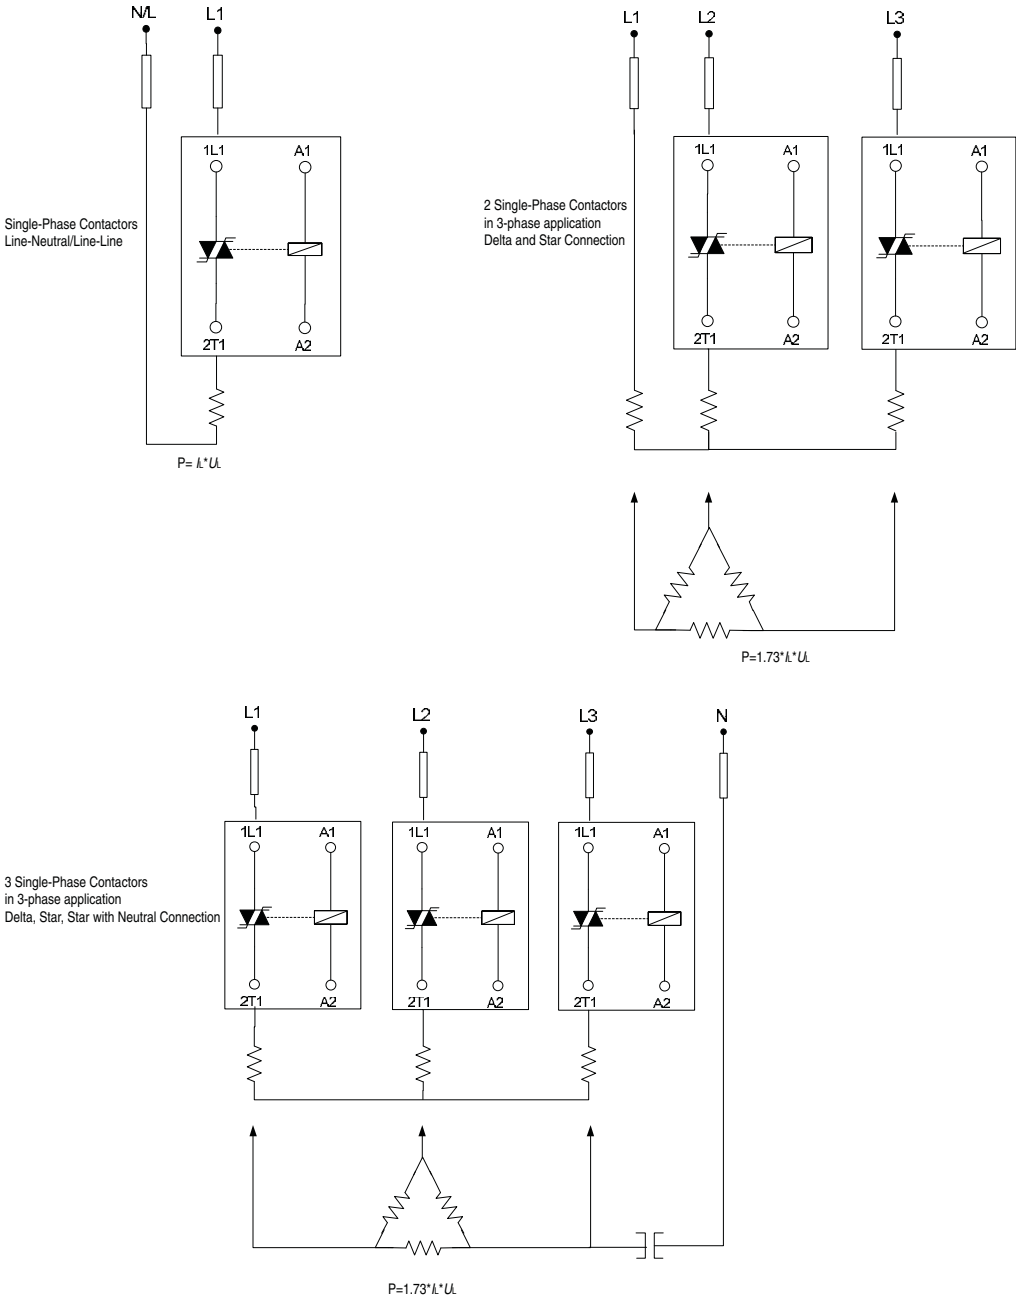 N/L L1
1L1 A1
Single-Phase Contactors
Line-Neutral/Line-Line
2T1 A2
P= IL*UL
L1 L2 L3
1L1 A1 1L1 A1
2 Single-Phase Contactors
in 3-phase application
Delta and Star Connection
2T1 A2 2T1 A2
P=1.73*IL*UL
L1 L2 L3 N
1L1 A1 1L1 A1 1L1 A1
3 Single-Phase Contactors
in 3-phase application
Delta, Star, Star with Neutral Connection
2T1 A2 2T1 A2 2T1 A2
P=1.73*IL*UL